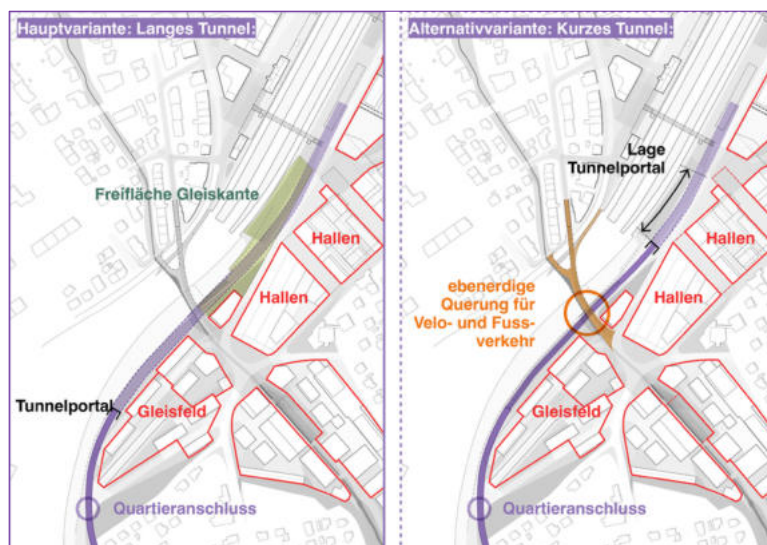 Hauptvariante: Langes Tunnel:
Freifläche Gleiskante
Hallen
Hallen
Tunnelportal
Gleisfeld
Quartieranschluss
Alternativvariante: Kurzes Tunnel:
Lage
Tunnelportal
Hallen
ebenerdige
Querung für
Velo- und Fuss-
verkehr
Hallen
Gleisfeld
Quartieranschluss